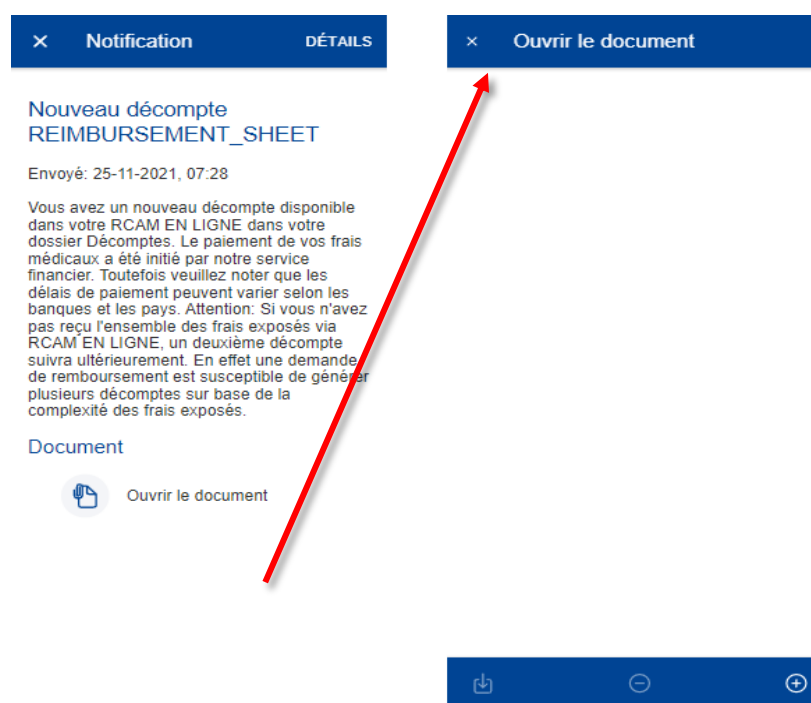 × Notification DÉTAILS
Nouveau décompte
REIMBURSEMENT_SHEET
Envoyé: 25-11-2021, 07:28
Vous avez un nouveau décompte disponible
dans votre RCAM EN LIGNE dans votre
dossier Décomptes. Le paiement de vos frais
médicaux a été initié par notre service
financier. Toutefois veuillez noter que les
délais de paiement peuvent varier selon les
banques et les pays. Attention: Si vous n'avez
pas reçu l'ensemble des frais exposés via
RCAM EN LIGNE, un deuxième décompte
suivra ultérieurement. En effet une demande
de remboursement est susceptible de générer
plusieurs décomptes sur base de la
complexité des frais exposés.
Document
Ouvrir le document
× Ouvrir le document